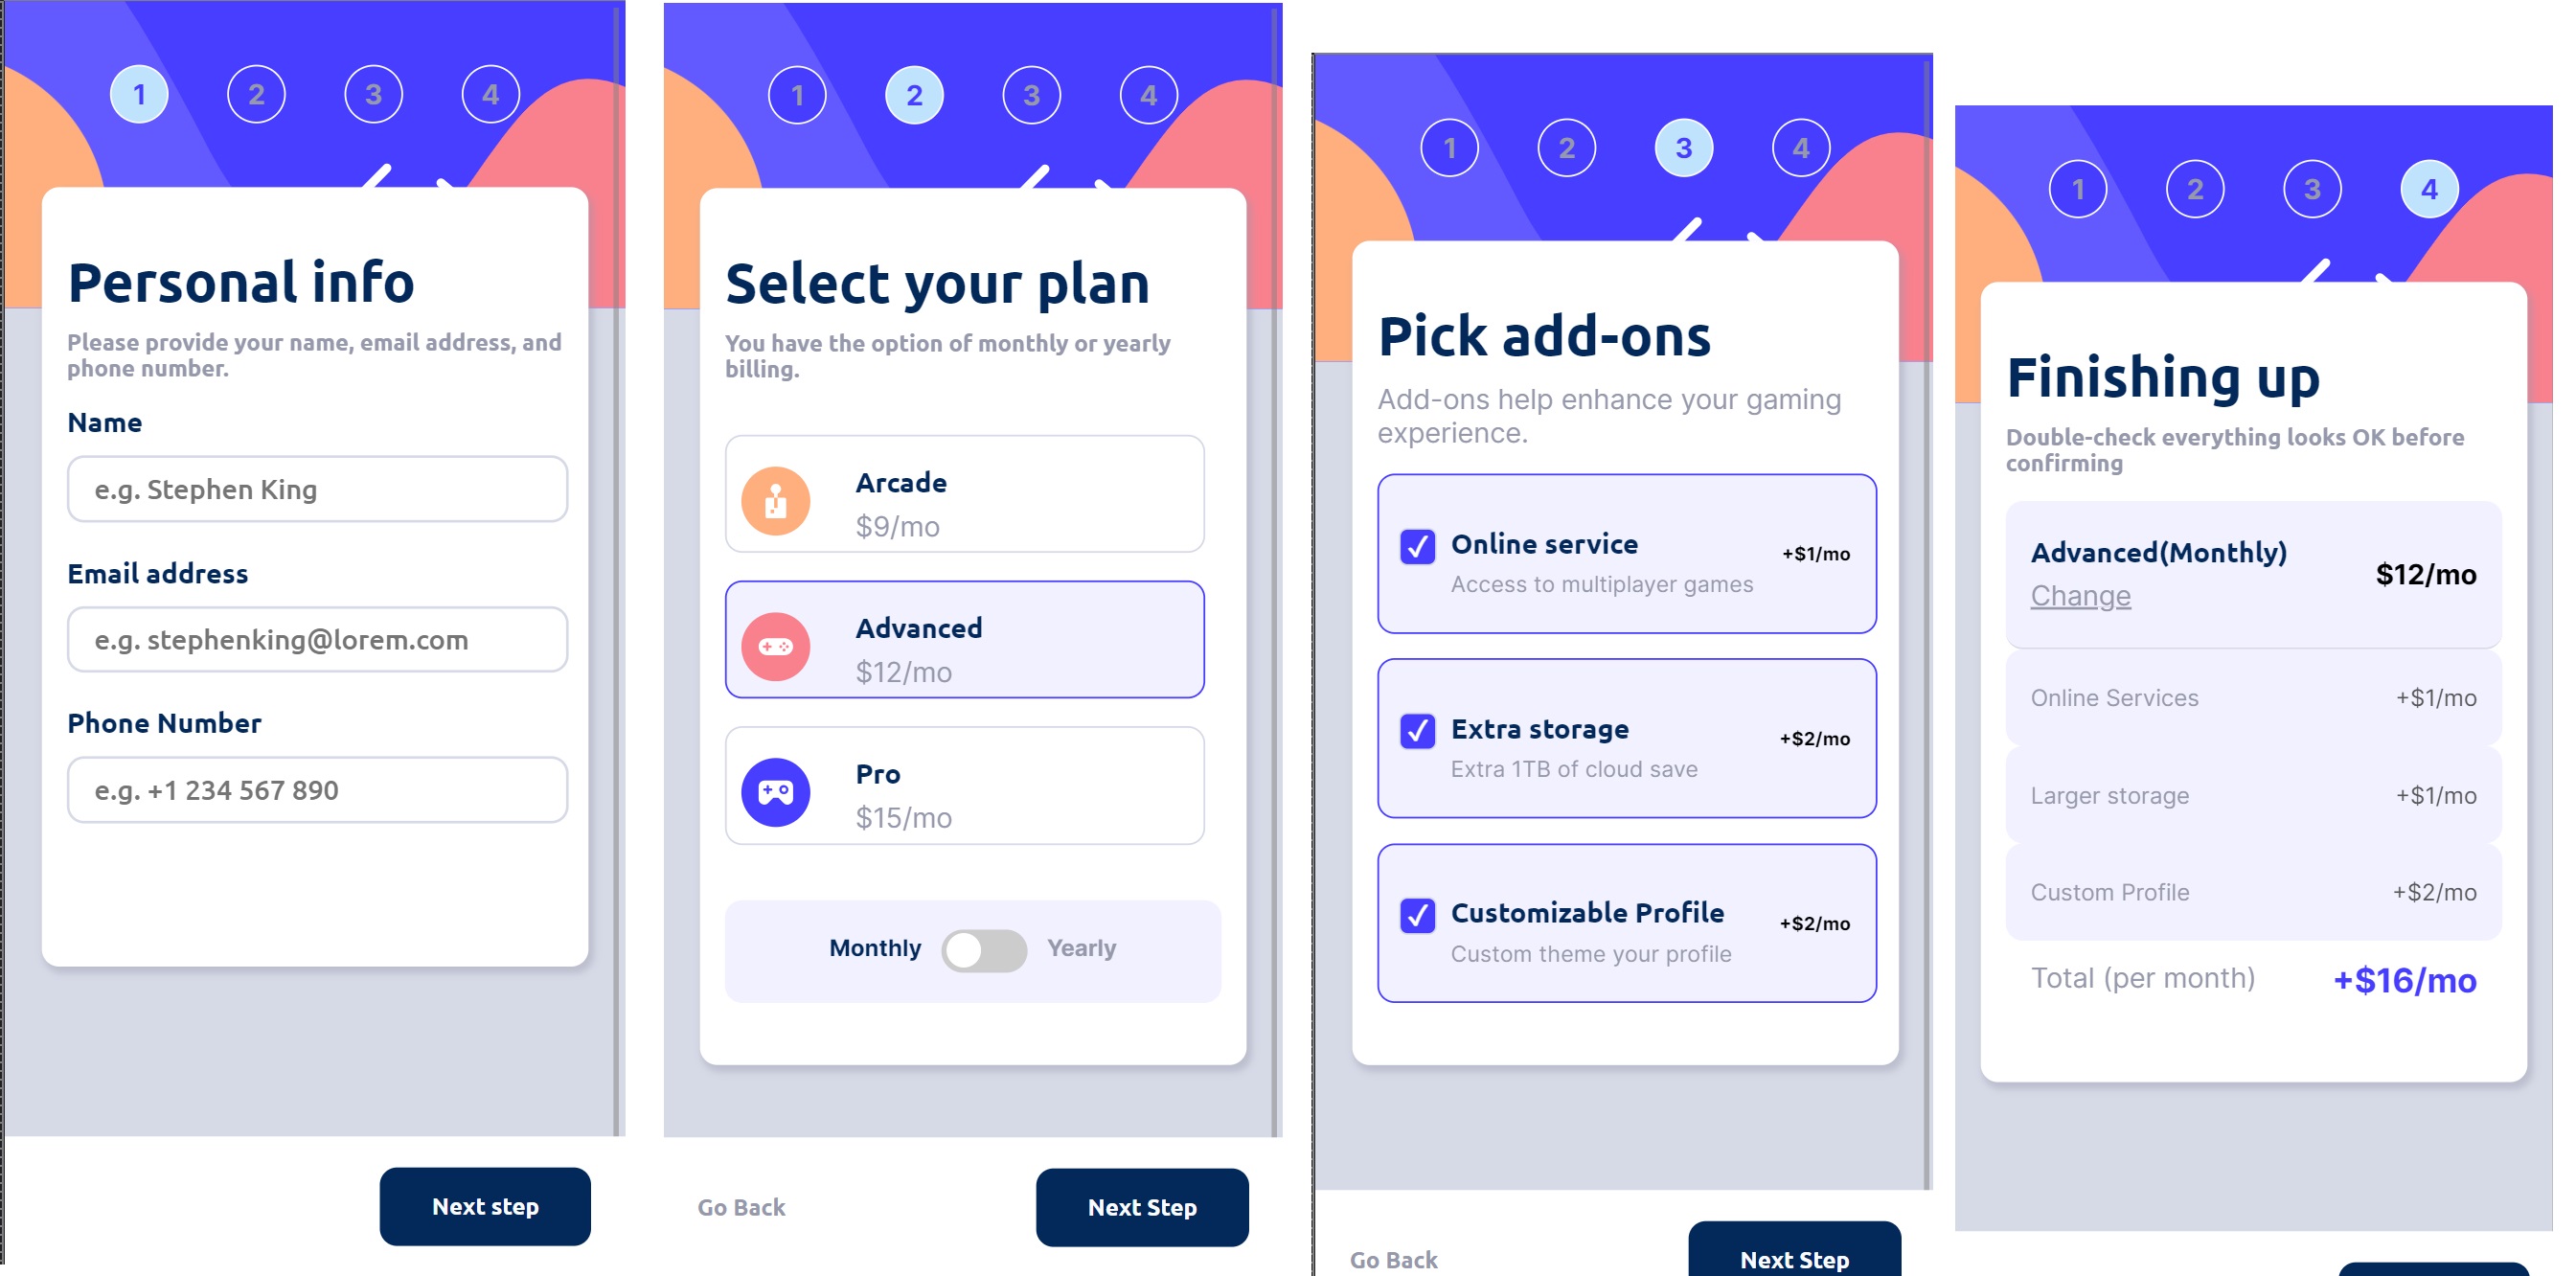 1 2 3 4
Personal info
Please provide your name, email address, and
phone number.
Name
e.g. Stephen King
Email address
e.g. stephenking@lorem.com
Phone Number
e.g. +1 234 567 890
Next step
1 2 3 4
Select your plan
You have the option of monthly or yearly
billing.
Arcade
$9/mo
Advanced
$12/mo
Pro
$15/mo
Monthly Yearly
Go Back Next Step
1 2 3 4
Pick add-ons
Add-ons help enhance your gaming
experience.
Online service
+$1/mo
Access to multiplayer games
Extra storage
+$2/mo
Extra 1TB of cloud save
Customizable Profile
+$2/mo
Custom theme your profile
Go Back Next Step
1 2 3 4
Finishing up
Double-check everything looks OK before
confirming
Advanced(Monthly)
$12/mo
Change
Online Services +$1/mo
Larger storage +$1/mo
Custom Profile +$2/mo
Total (per month) +$16/mo